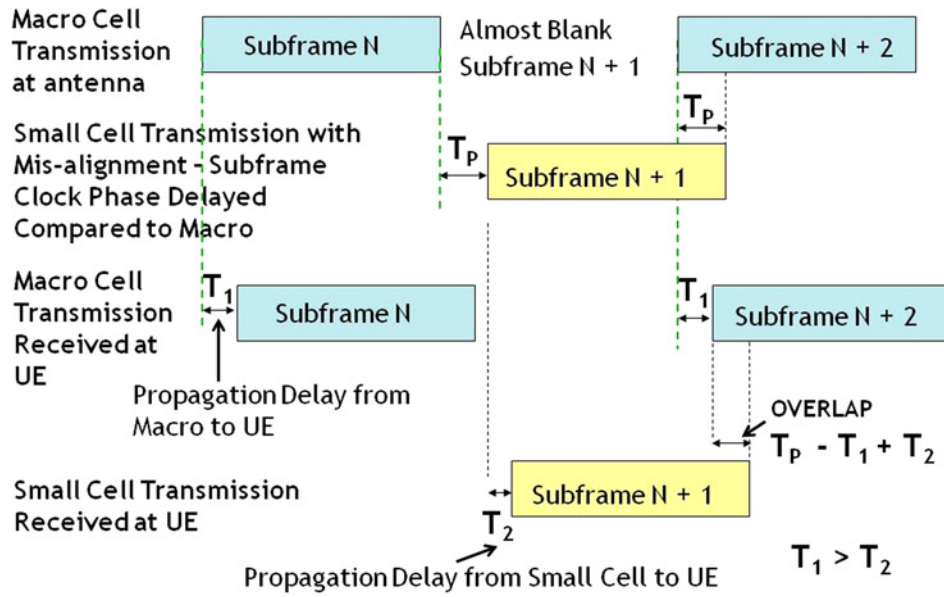 Macro Cell
Transmission
at antenna
Subframe N
Almost Blank
Subframe N + 1
Subframe N + 2
Small Cell Transmission with
Mis-alignment - Subframe
Clock Phase Delayed
Compared to Macro
TP
Subframe N + 1
TP
Macro Cell
Transmission
Received at
UE
T1
Subframe N
T1
Subframe N + 2
Propagation Delay from
Macro to UE
OVERLAP
TP - T1 + T2
Small Cell Transmission
Received at UE
T2
Subframe N + 1
Propagation Delay from Small Cell to UE
T1 > T2